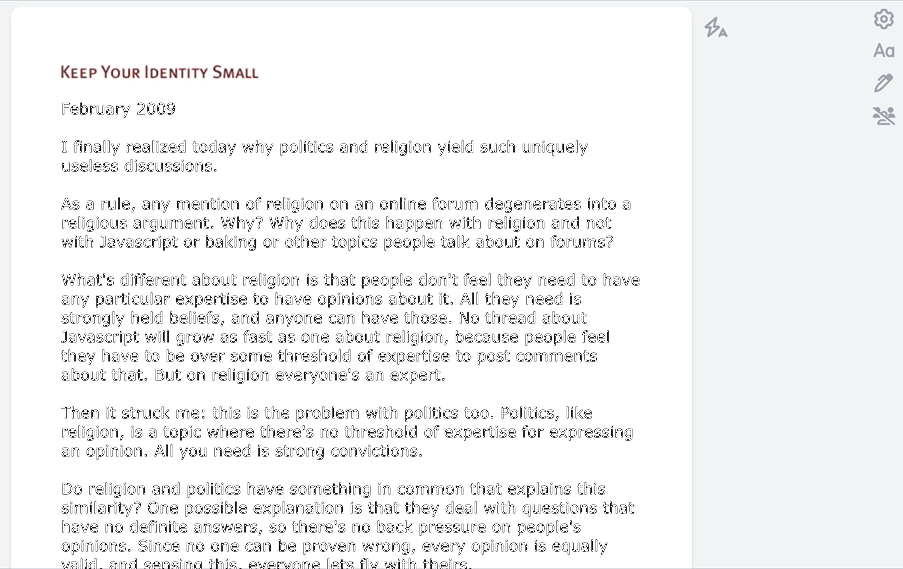 KEEP YOUR IDENTITY SMALL
February 2009
I finally realized today why politics and religion yield such uniquely
useless discussions.
As a rule, any mention of religion on an online forum degenerates into a
religious argument. Why? Why does this happen with religion and not
with Javascript or baking or other topics people talk about on forums?
What's different about religion is that people don't feel they need to have
any particular expertise to have opinions about it. All they need is
strongly held beliefs, and anyone can have those. No thread about
Javascript will grow as fast as one about religion, because people feel
they have to be over some threshold of expertise to post comments
about that. But on religion everyone's an expert.
Then it struck me: this is the problem with politics too. Politics, like
religion, is a topic where there's no threshold of expertise for expressing
an opinion. All you need is strong convictions.
Do religion and politics have something in common that explains this
similarity? One possible explanation is that they deal with questions that
have no definite answers, so there's no back pressure on people's
opinions. Since no one can be proven wrong, every opinion is equally
valid, and sensing this, everyone lets fly with theirs.
A
Aa